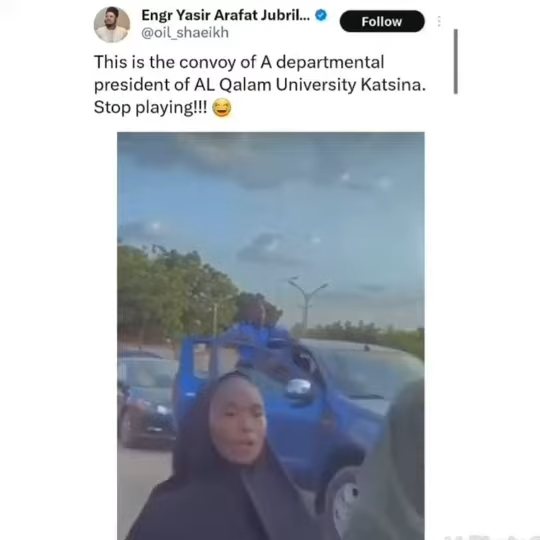 Engr Yasir Arafat Jubril...
Follow
@oil_shaeikh
This is the convoy of A departmental
president of AL Qalam University Katsina.
Stop playing!!! 😂